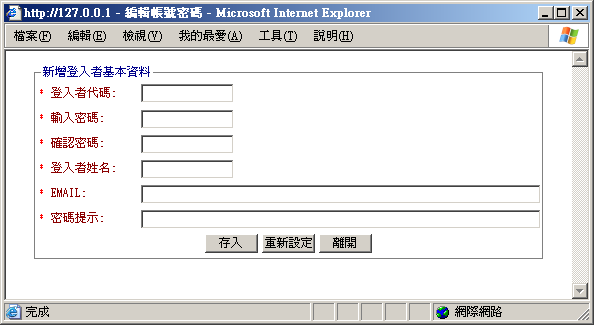 http://127.0.0.1 - 編輯帳號密碼 - Microsoft Internet Explorer
檔案(F) 編輯(E) 檢視(V) 我的最愛(A) 工具(T) 說明(H)
新增登入者基本資料
* 登入者代碼:
* 輸入密碼:
* 確認密碼:
* 登入者姓名:
* EMAIL:
* 密碼提示:
存入 重新設定 離開
完成 網際網路